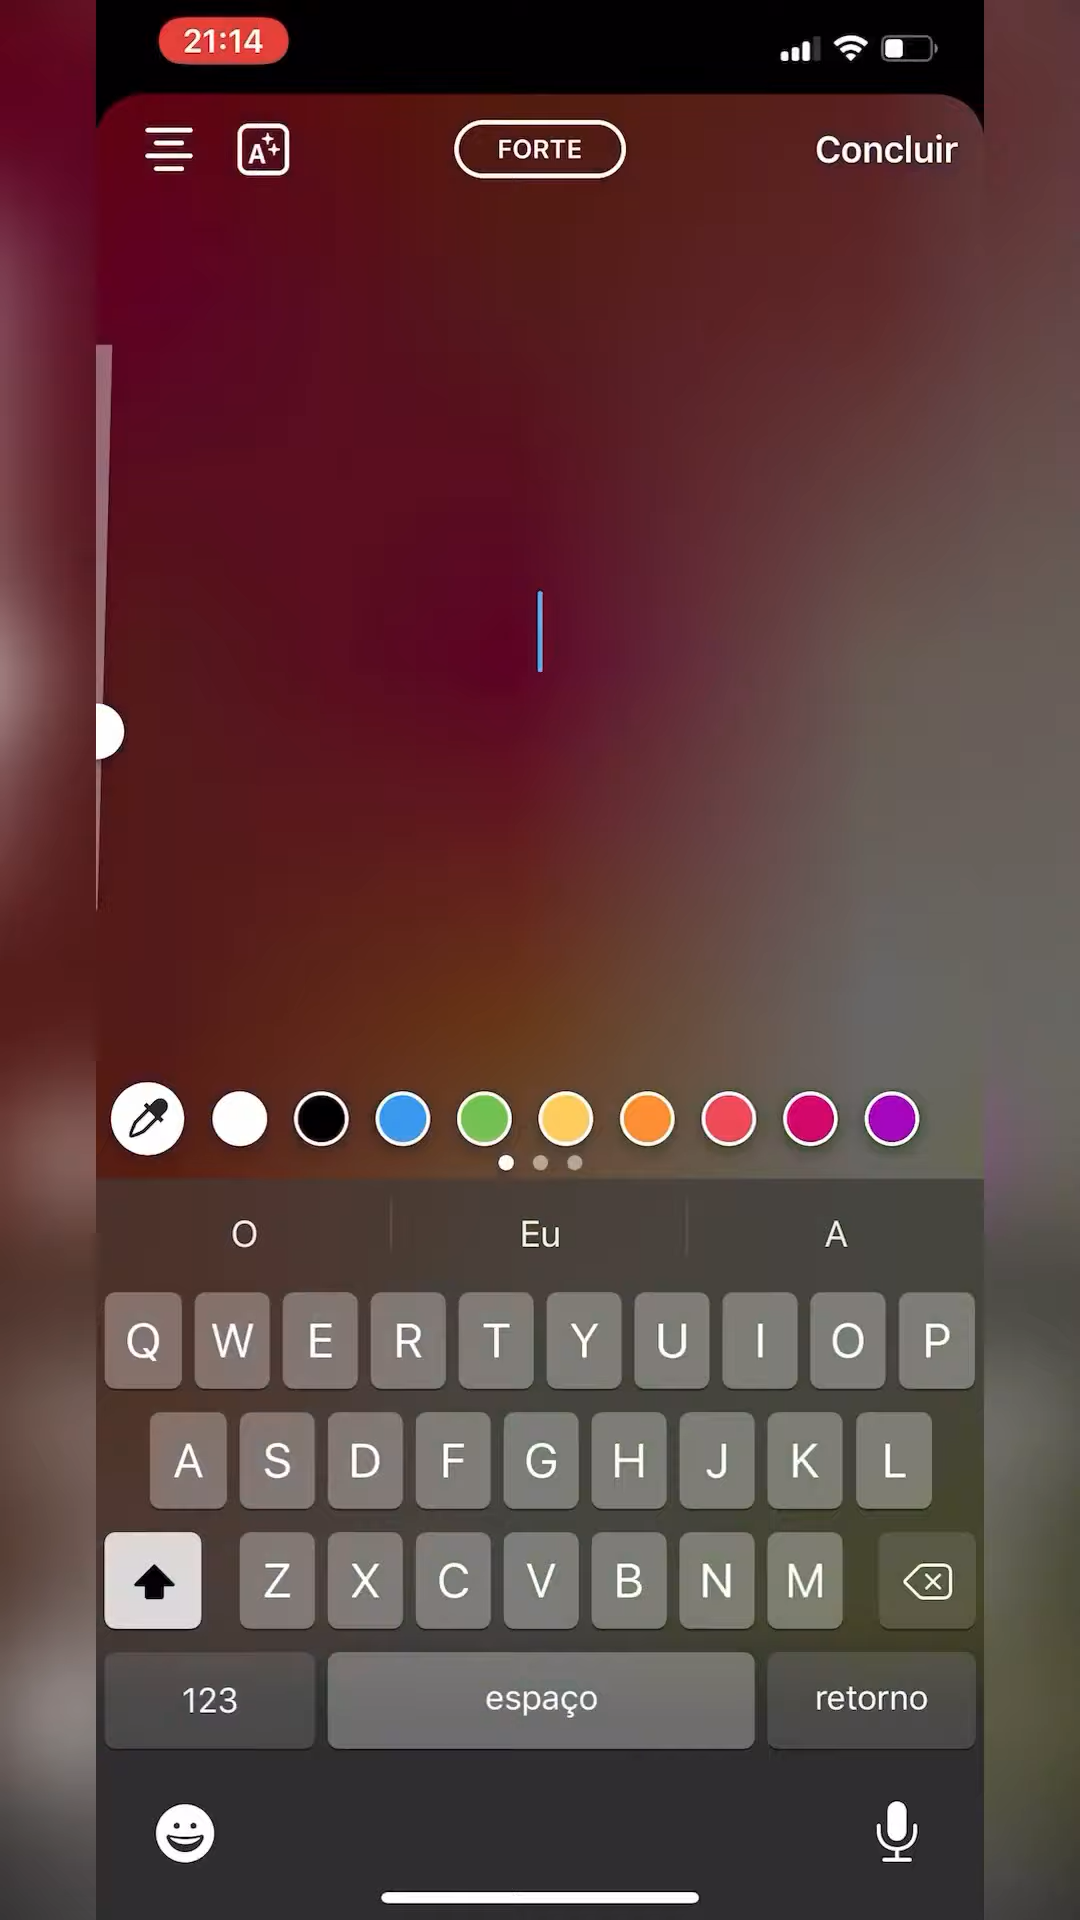 21:14
A FORTE Concluir
O Eu A
Q W E R T Y U I O P
A S D F G H J K L
Z X C V B N M
123 espaço retorno